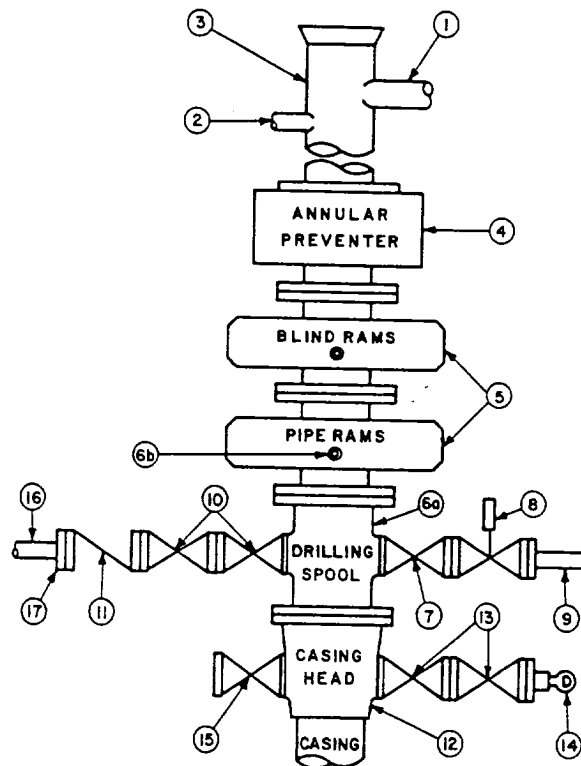 3
1
2
ANNULAR
PREVENTER
4
BLIND RAMS
5
PIPE RAMS
6b
16
10
6a
8
DRILLING
SPOOL
17
11
7
9
13
CASING
HEAD
D
15
12
14
CASING